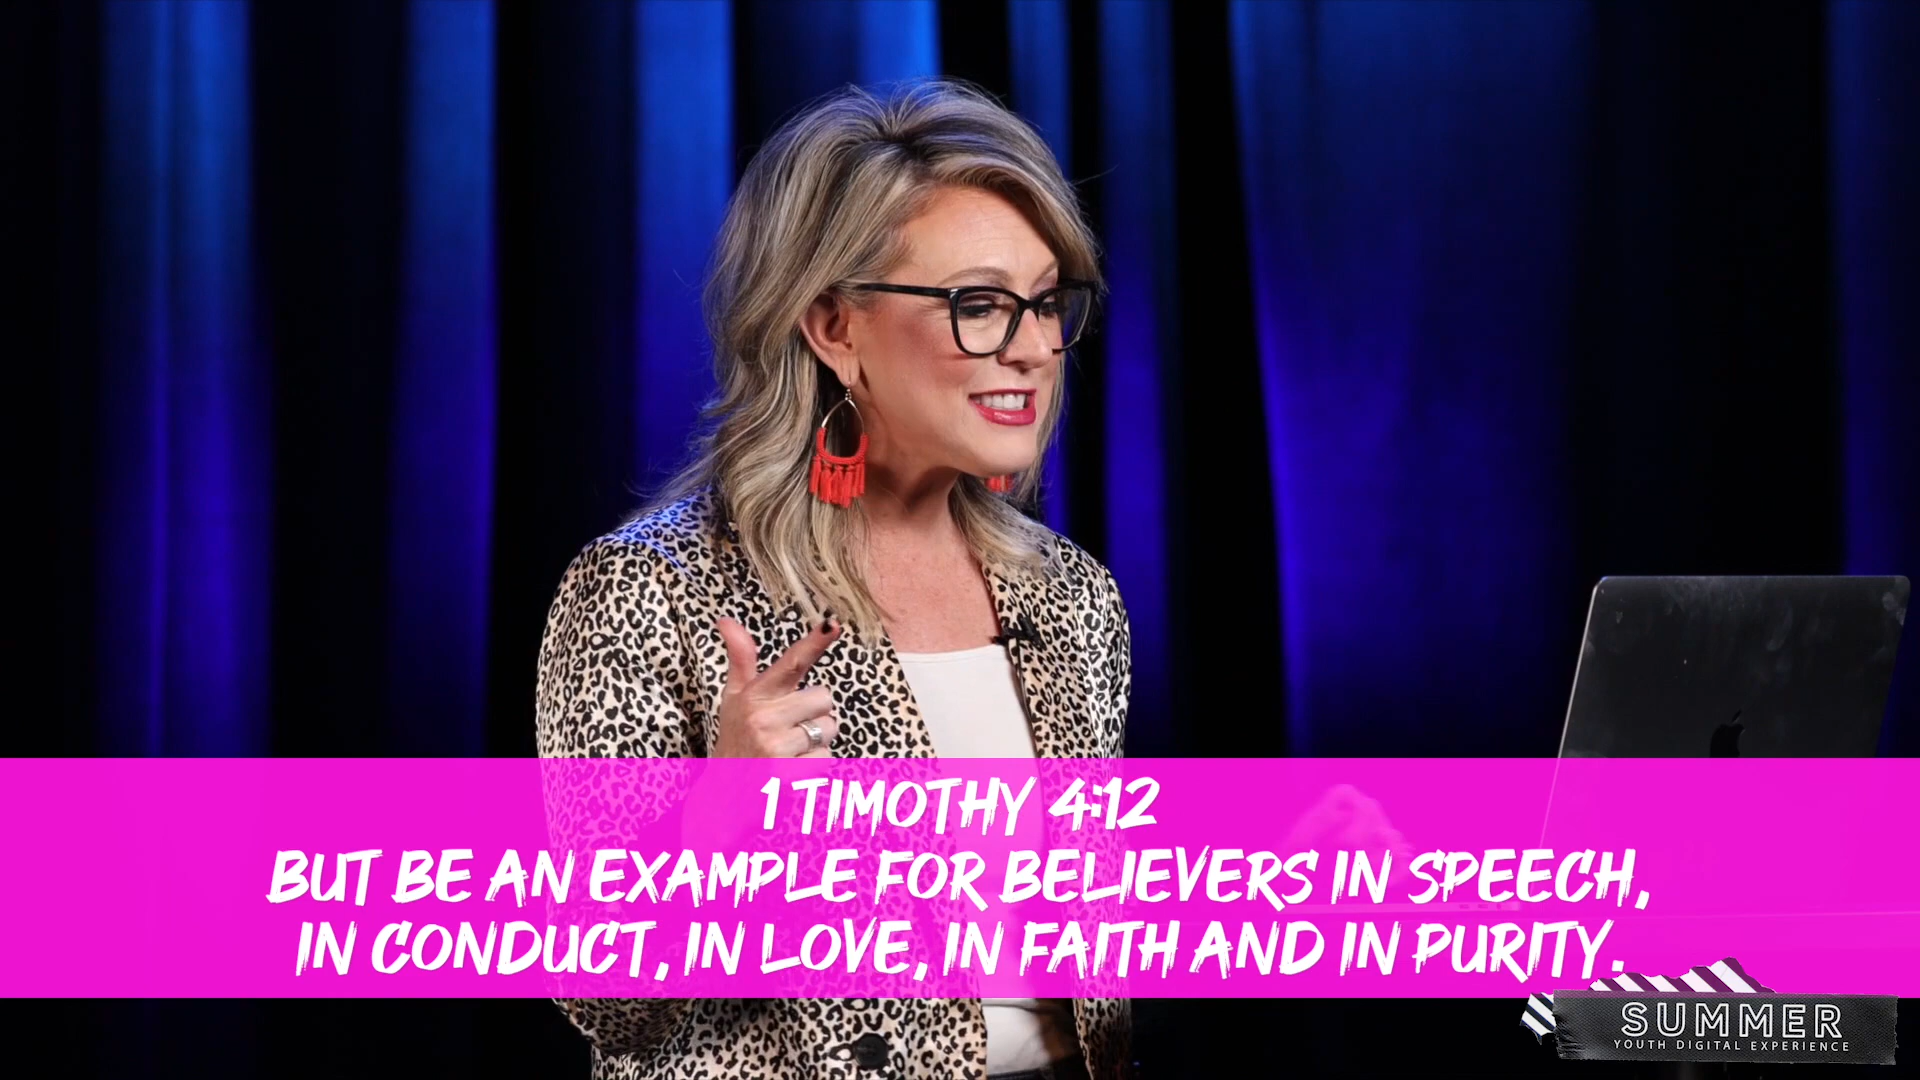 1 TIMOTHY 4:12
BUT BE AN EXAMPLE FOR BELIEVERS IN SPEECH,
IN CONDUCT, IN LOVE, IN FAITH AND IN PURITY.
SUMMER
YOUTH DIGITAL EXPERIENCE